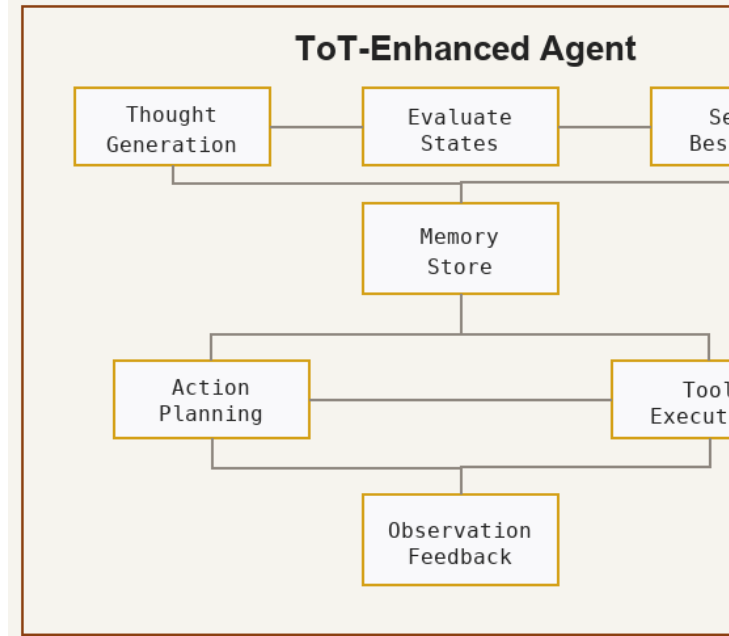 ToT-Enhanced Agent
Thought
Generation
Evaluate
States
Memory
Store
Action
Planning
Observation
Feedback